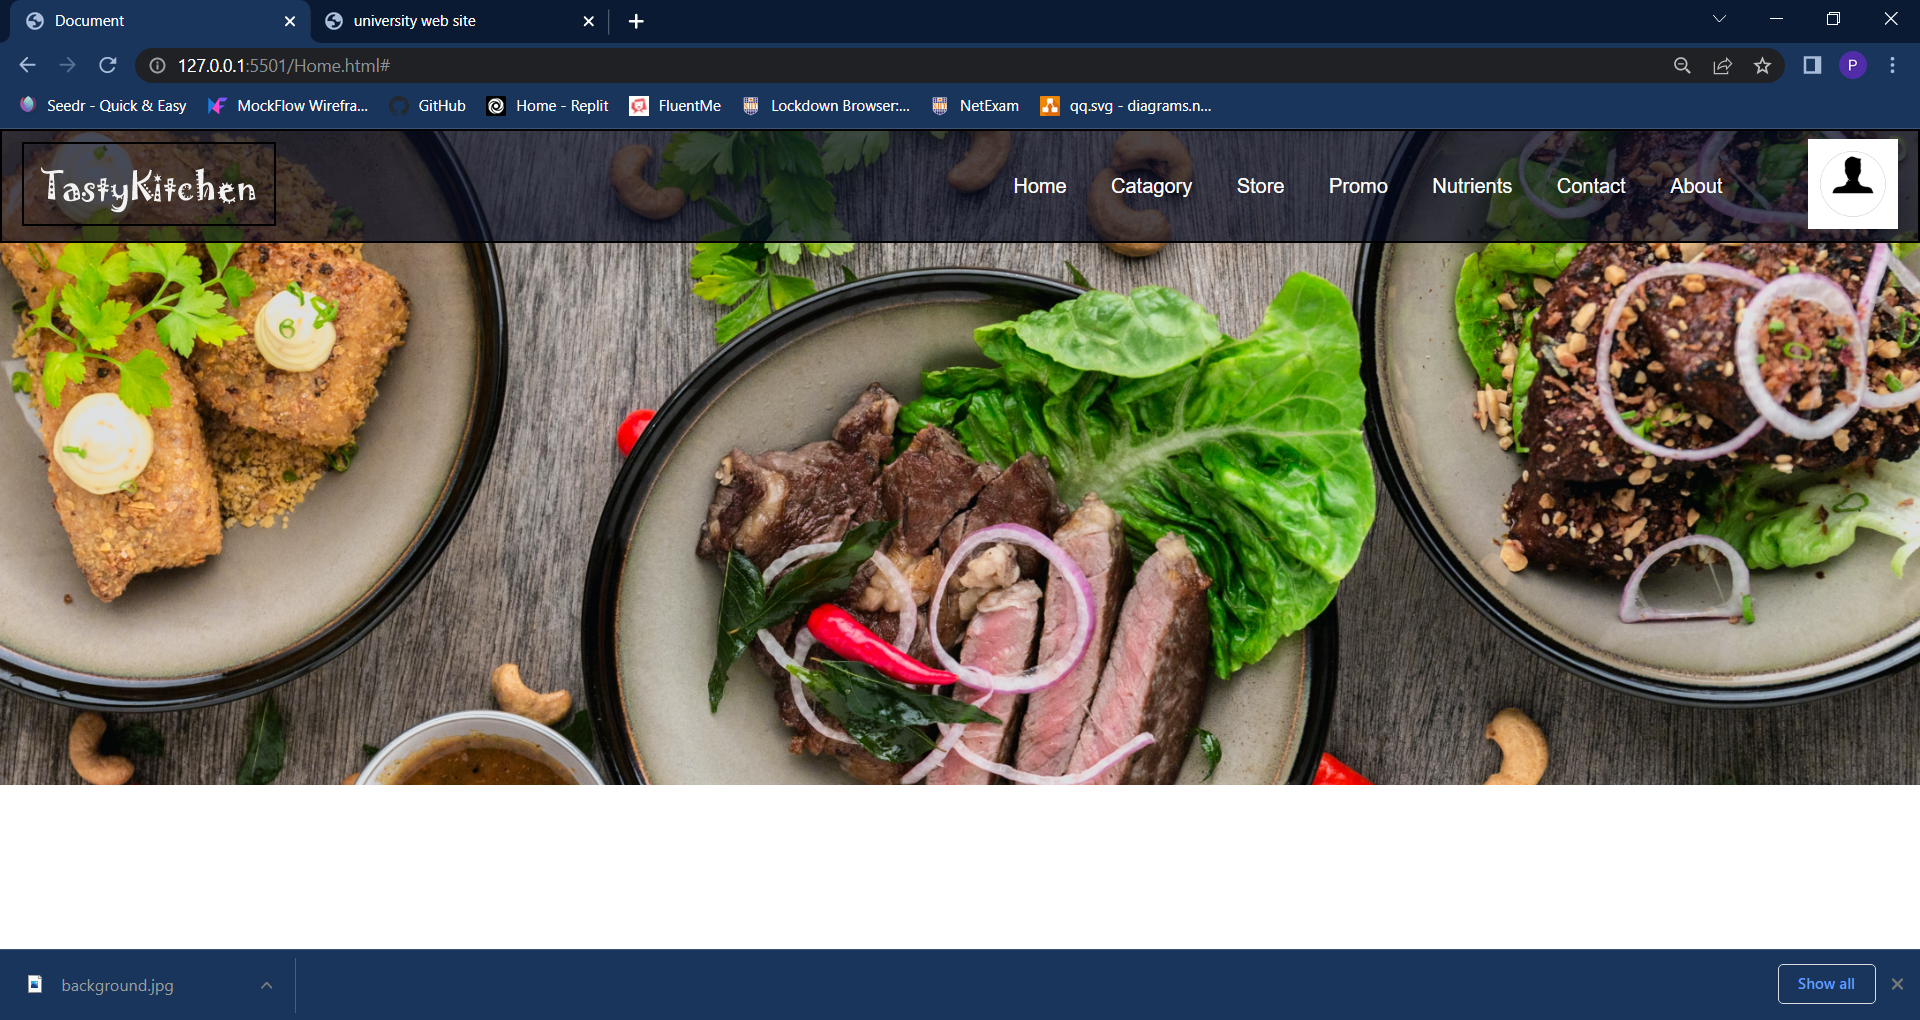 Document
university web site
127.0.0.1:5501/Home.html#
P
Seedr - Quick & Easy
MockFlow Wirefra...
GitHub
Home - Replit
FluentMe
Lockdown Browser:...
NetExam
qq.svg - diagrams.n...
TastyKitchen
Home
Catagory
Store
Promo
Nutrients
Contact
About
background.jpg
Show all